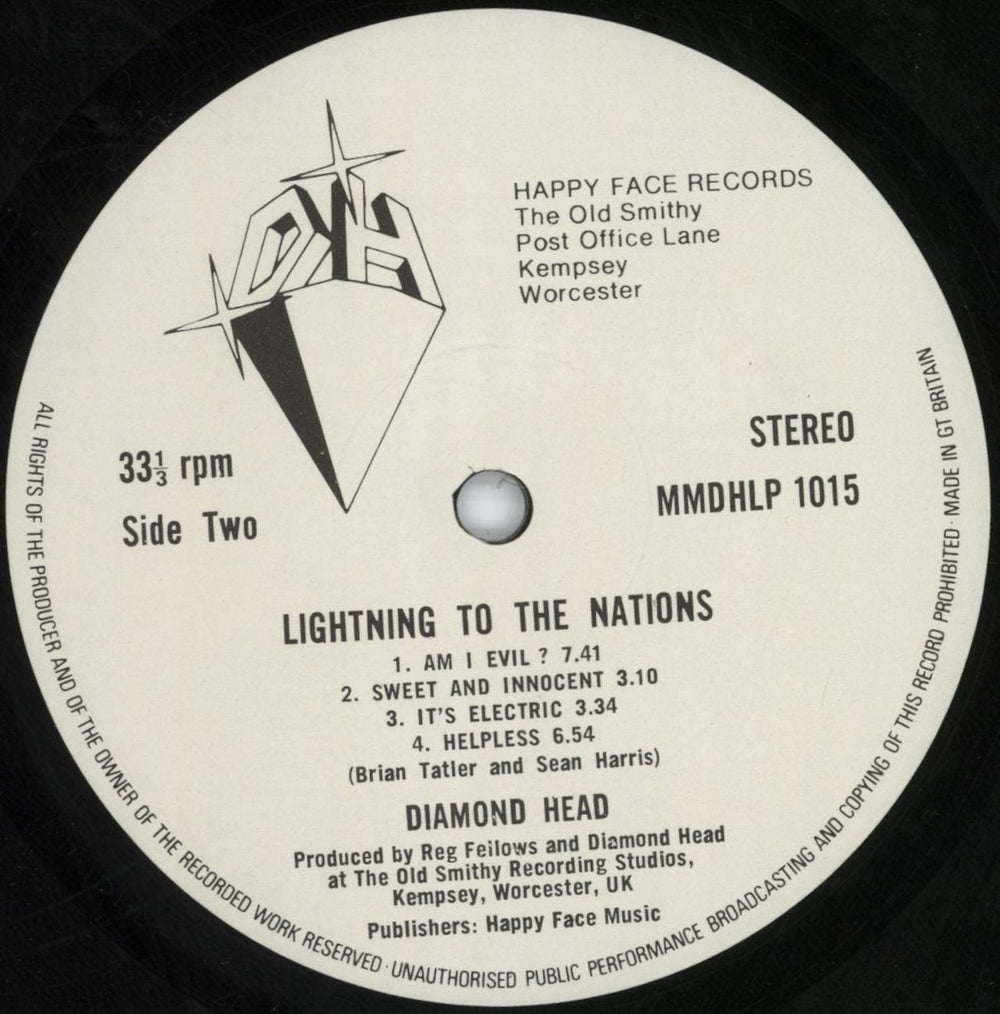 DH
HAPPY FACE RECORDS
The Old Smithy
Post Office Lane
Kempsey
Worcester
33⅓ rpm
Side Two
STEREO
MMDHLP 1015
LIGHTNING TO THE NATIONS
1. AM I EVIL ? 7.41
2. SWEET AND INNOCENT 3.10
3. IT'S ELECTRIC 3.34
4. HELPLESS 6.54
(Brian Tatler and Sean Harris)
DIAMOND HEAD
Produced by Reg Feilows and Diamond Head
at The Old Smithy Recording Studios,
Kempsey, Worcester, UK
Publishers: Happy Face Music
ALL RIGHTS OF THE PRODUCER AND OF THE OWNER OF THE RECORDED WORK RESERVED · UNAUTHORISED PUBLIC PERFORMANCE BROADCASTING AND COPYING OF THIS RECORD PROHIBITED · MADE IN GT BRITAIN